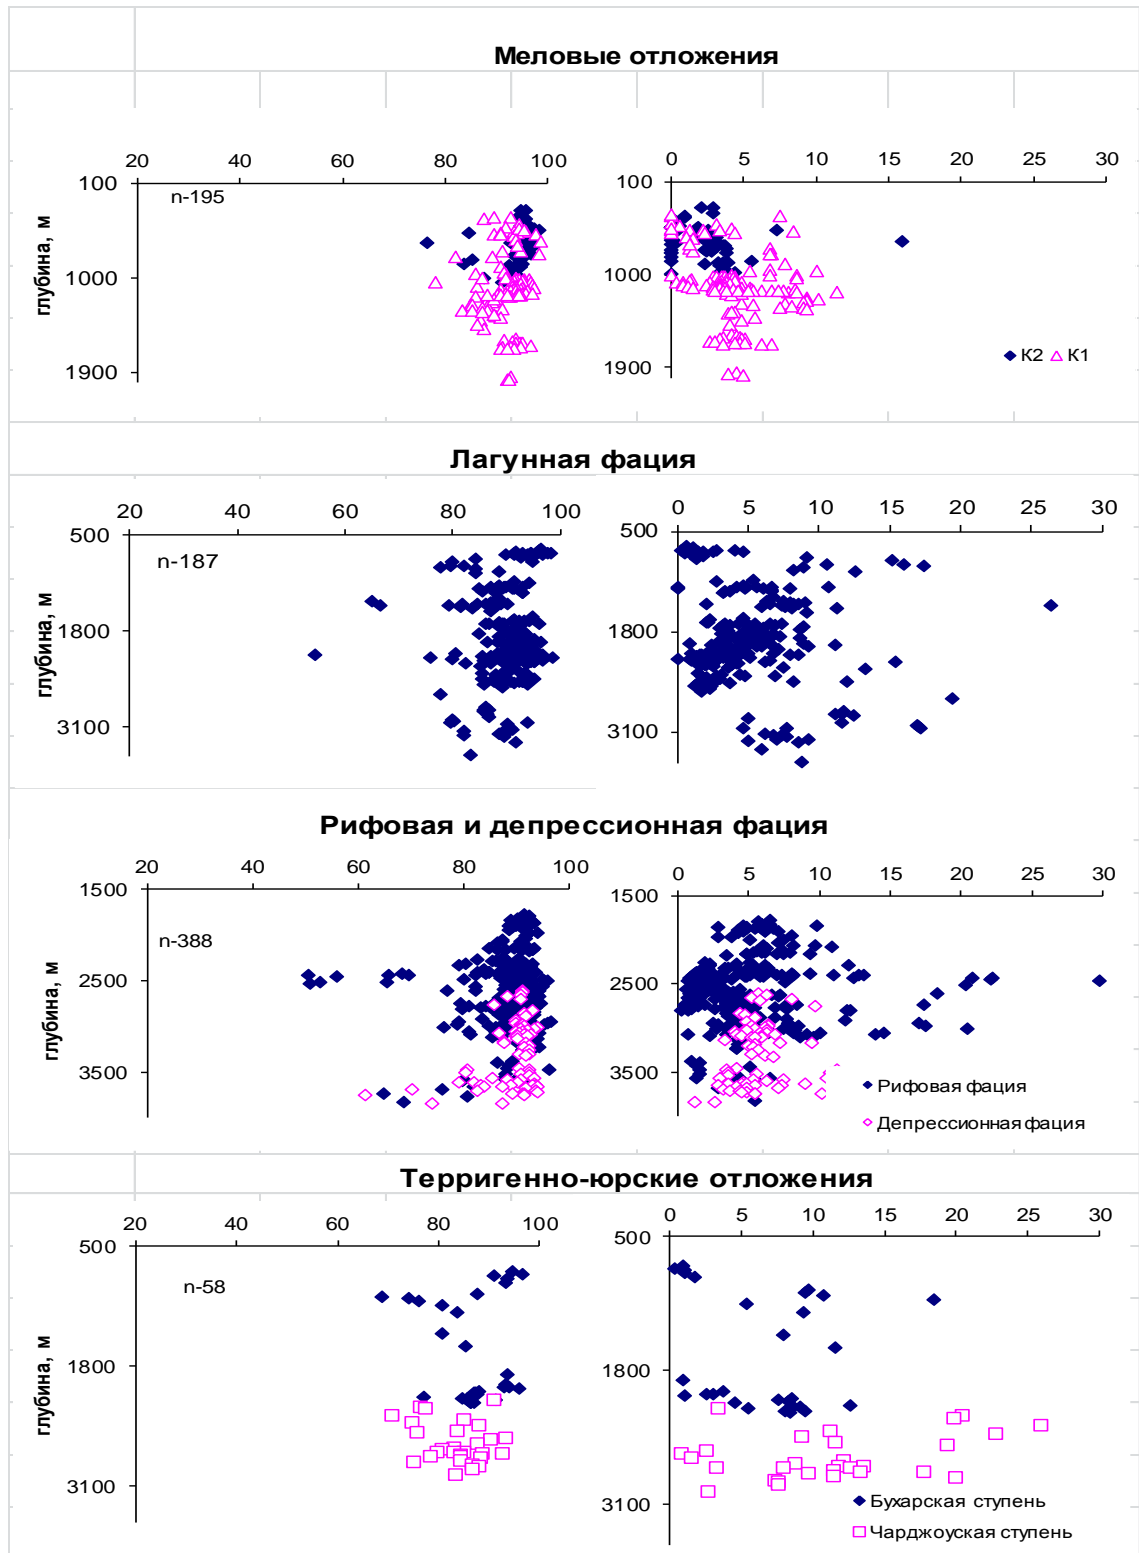 Меловые отложения
20 40 60 80 100
0 5 10 15 20 25 30
100
1000
1900
глубина, м
n-195
100
1000
1900
К2 К1
Лагунная фация
20 40 60 80 100
0 5 10 15 20 25 30
500
1800
3100
глубина, м
n-187
500
1800
3100
Рифовая и депрессионная фация
20 40 60 80 100
0 5 10 15 20 25 30
1500
2500
3500
глубина, м
n-388
1500
2500
3500
Рифовая фация
Депрессионная фация
Терригенно-юрские отложения
20 40 60 80 100
0 5 10 15 20 25 30
500
1800
3100
глубина, м
n-58
500
1800
3100
Бухарская ступень
Чарджоуская ступень